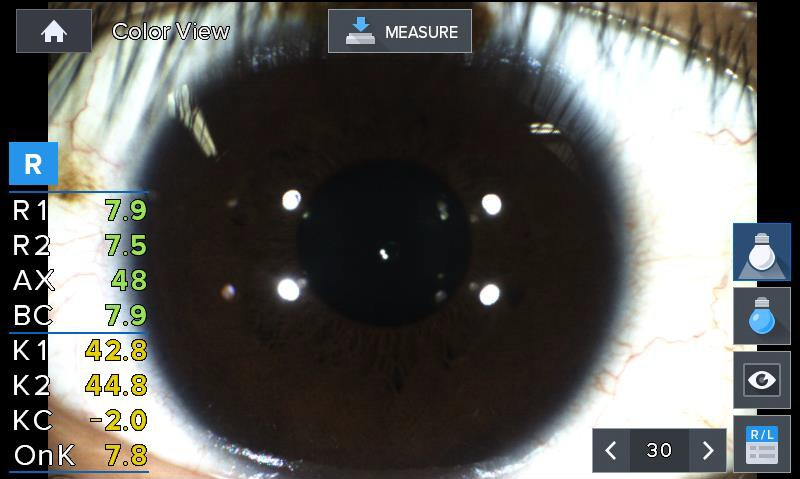 Color View
MEASURE
R
R1 7.9
R2 7.5
AX 48
BC 7.9
K1 42.8
K2 44.8
KC -2.0
OnK 7.8
< 30 >
R/L